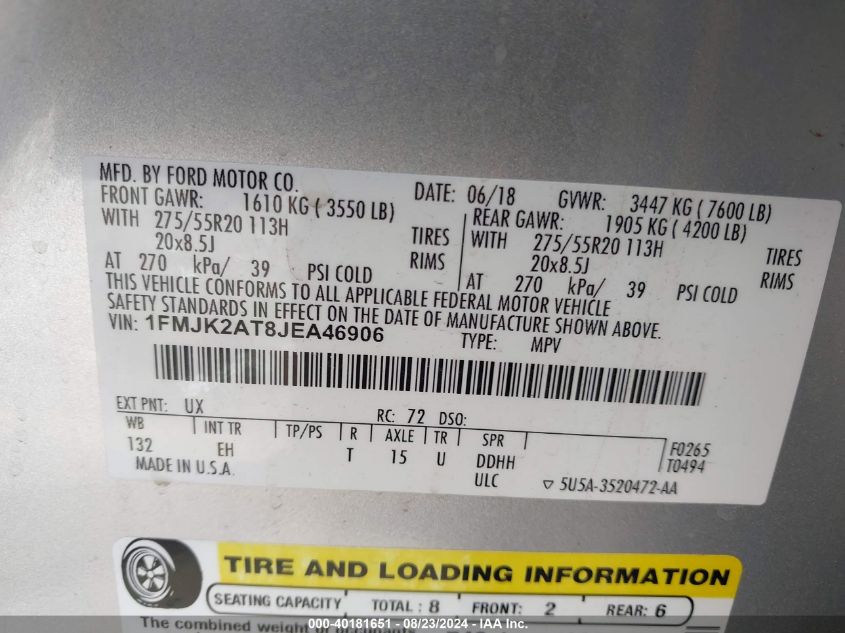 MFD. BY FORD MOTOR CO.
DATE: 06/18 GVWR: 3447 KG ( 7600 LB)
FRONT GAWR: 1610 KG ( 3550 LB) REAR GAWR: 1905 KG ( 4200 LB)
WITH 275/55R20 113H TIRES WITH 275/55R20 113H TIRES
20x8.5J RIMS 20x8.5J RIMS
AT 270 kPa/ 39 PSI COLD AT 270 kPa/ 39 PSI COLD
THIS VEHICLE CONFORMS TO ALL APPLICABLE FEDERAL MOTOR VEHICLE
SAFETY STANDARDS IN EFFECT ON THE DATE OF MANUFACTURE SHOWN ABOVE.
VIN: 1FMJK2AT8JEA46906 TYPE: MPV
EXT PNT: UX RC: 72 DSO:
WB INT TR TP/PS R AXLE TR SPR F0265
132 EH T 15 U DDHH T0494
MADE IN U.S.A. ULC ▽ 5U5A-3520472-AA
TIRE AND LOADING INFORMATION
SEATING CAPACITY TOTAL : 8 FRONT: 2 REAR: 6
The combined weight of occupants
000-40181651 - 08/23/2024 - IAA Inc.